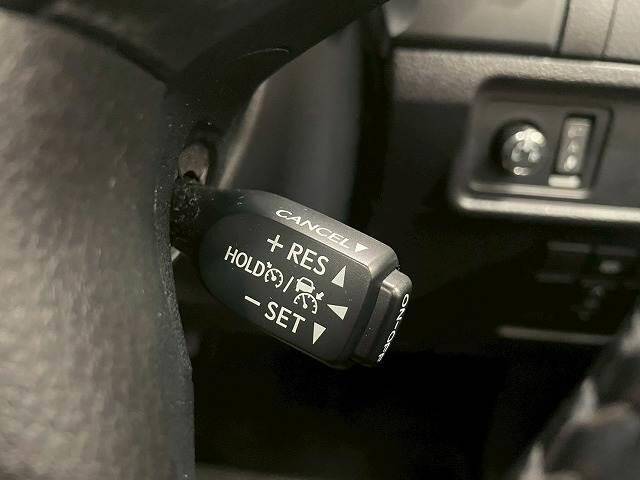 CANCEL▼
+ RES ▲
HOLD /
− SET ▼
ON-OFF